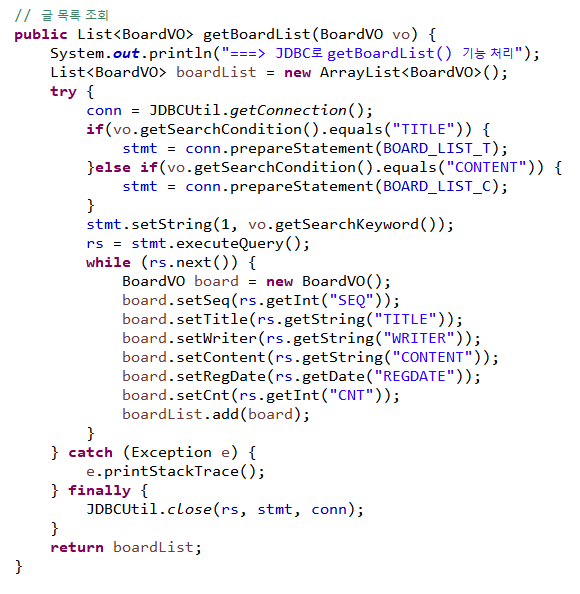 // 글 목록 조회
public List<BoardVO> getBoardList(BoardVO vo) {
System.out.println("===> JDBC로 getBoardList() 기능 처리");
List<BoardVO> boardList = new ArrayList<BoardVO>();
try {
conn = JDBCUtil.getConnection();
if(vo.getSearchCondition().equals("TITLE")) {
stmt = conn.prepareStatement(BOARD_LIST_T);
}else if(vo.getSearchCondition().equals("CONTENT")) {
stmt = conn.prepareStatement(BOARD_LIST_C);
}
stmt.setString(1, vo.getSearchKeyword());
rs = stmt.executeQuery();
while (rs.next()) {
BoardVO board = new BoardVO();
board.setSeq(rs.getInt("SEQ"));
board.setTitle(rs.getString("TITLE"));
board.setWriter(rs.getString("WRITER"));
board.setContent(rs.getString("CONTENT"));
board.setRegDate(rs.getDate("REGDATE"));
board.setCnt(rs.getInt("CNT"));
boardList.add(board);
}
} catch (Exception e) {
e.printStackTrace();
} finally {
JDBCUtil.close(rs, stmt, conn);
}
return boardList;
}